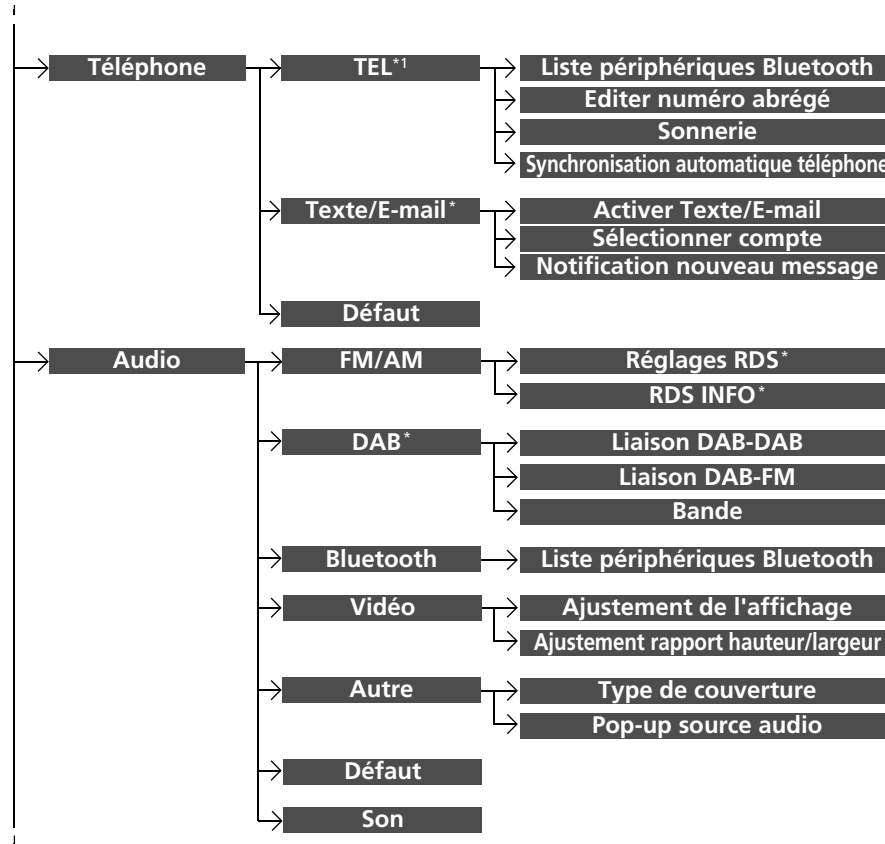 Téléphone
TEL*1
Liste périphériques Bluetooth
Editer numéro abrégé
Sonnerie
Synchronisation automatique téléphone
Texte/E-mail*
Activer Texte/E-mail
Sélectionner compte
Notification nouveau message
Défaut
Audio
FM/AM
Réglages RDS*
RDS INFO*
DAB*
Liaison DAB-DAB
Liaison DAB-FM
Bande
Bluetooth
Liste périphériques Bluetooth
Vidéo
Ajustement de l'affichage
Ajustement rapport hauteur/largeur
Autre
Type de couverture
Pop-up source audio
Défaut
Son